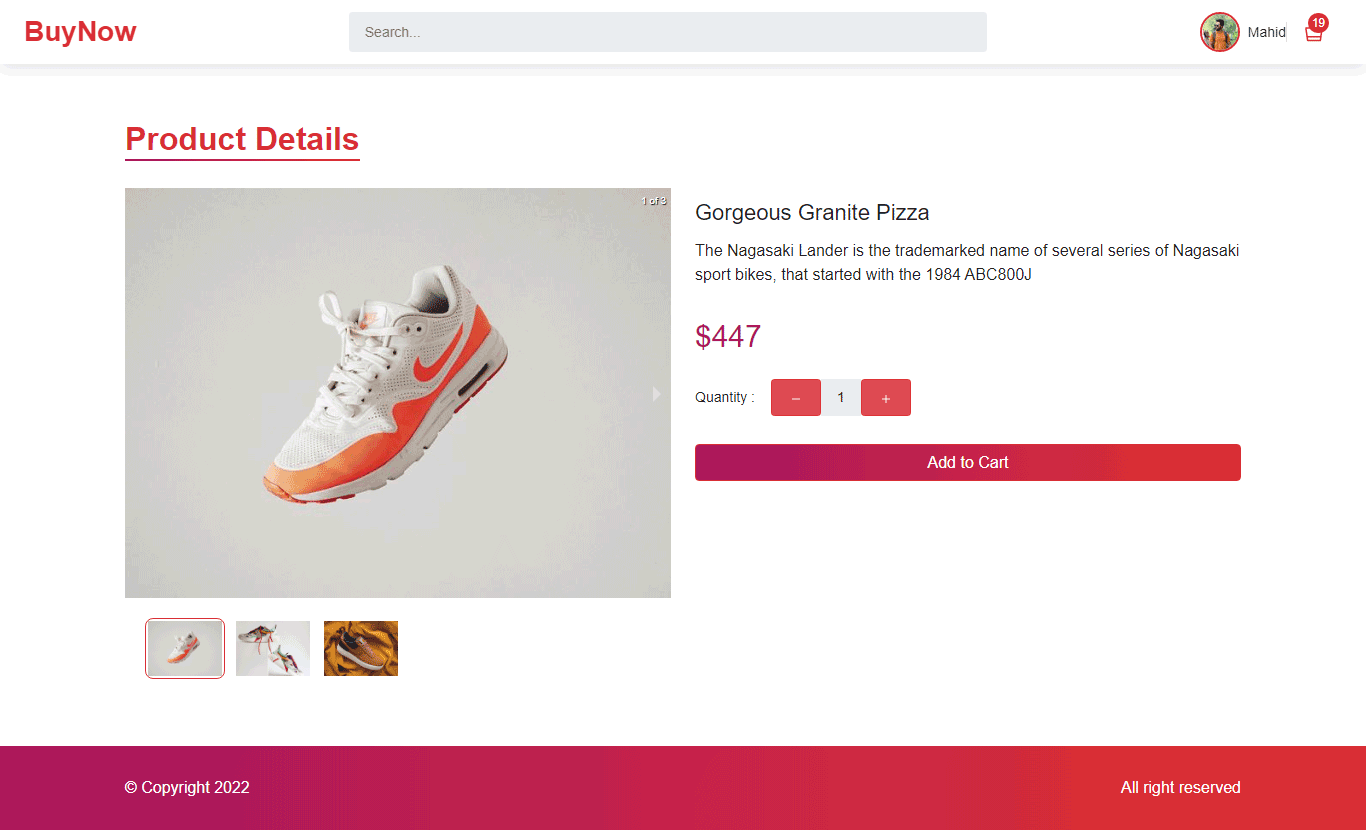 BuyNow
Search...
Mahid
19
Product Details
1 of 3
Gorgeous Granite Pizza
The Nagasaki Lander is the trademarked name of several series of Nagasaki
sport bikes, that started with the 1984 ABC800J
$447
Quantity :
−
1
+
Add to Cart
© Copyright 2022
All right reserved